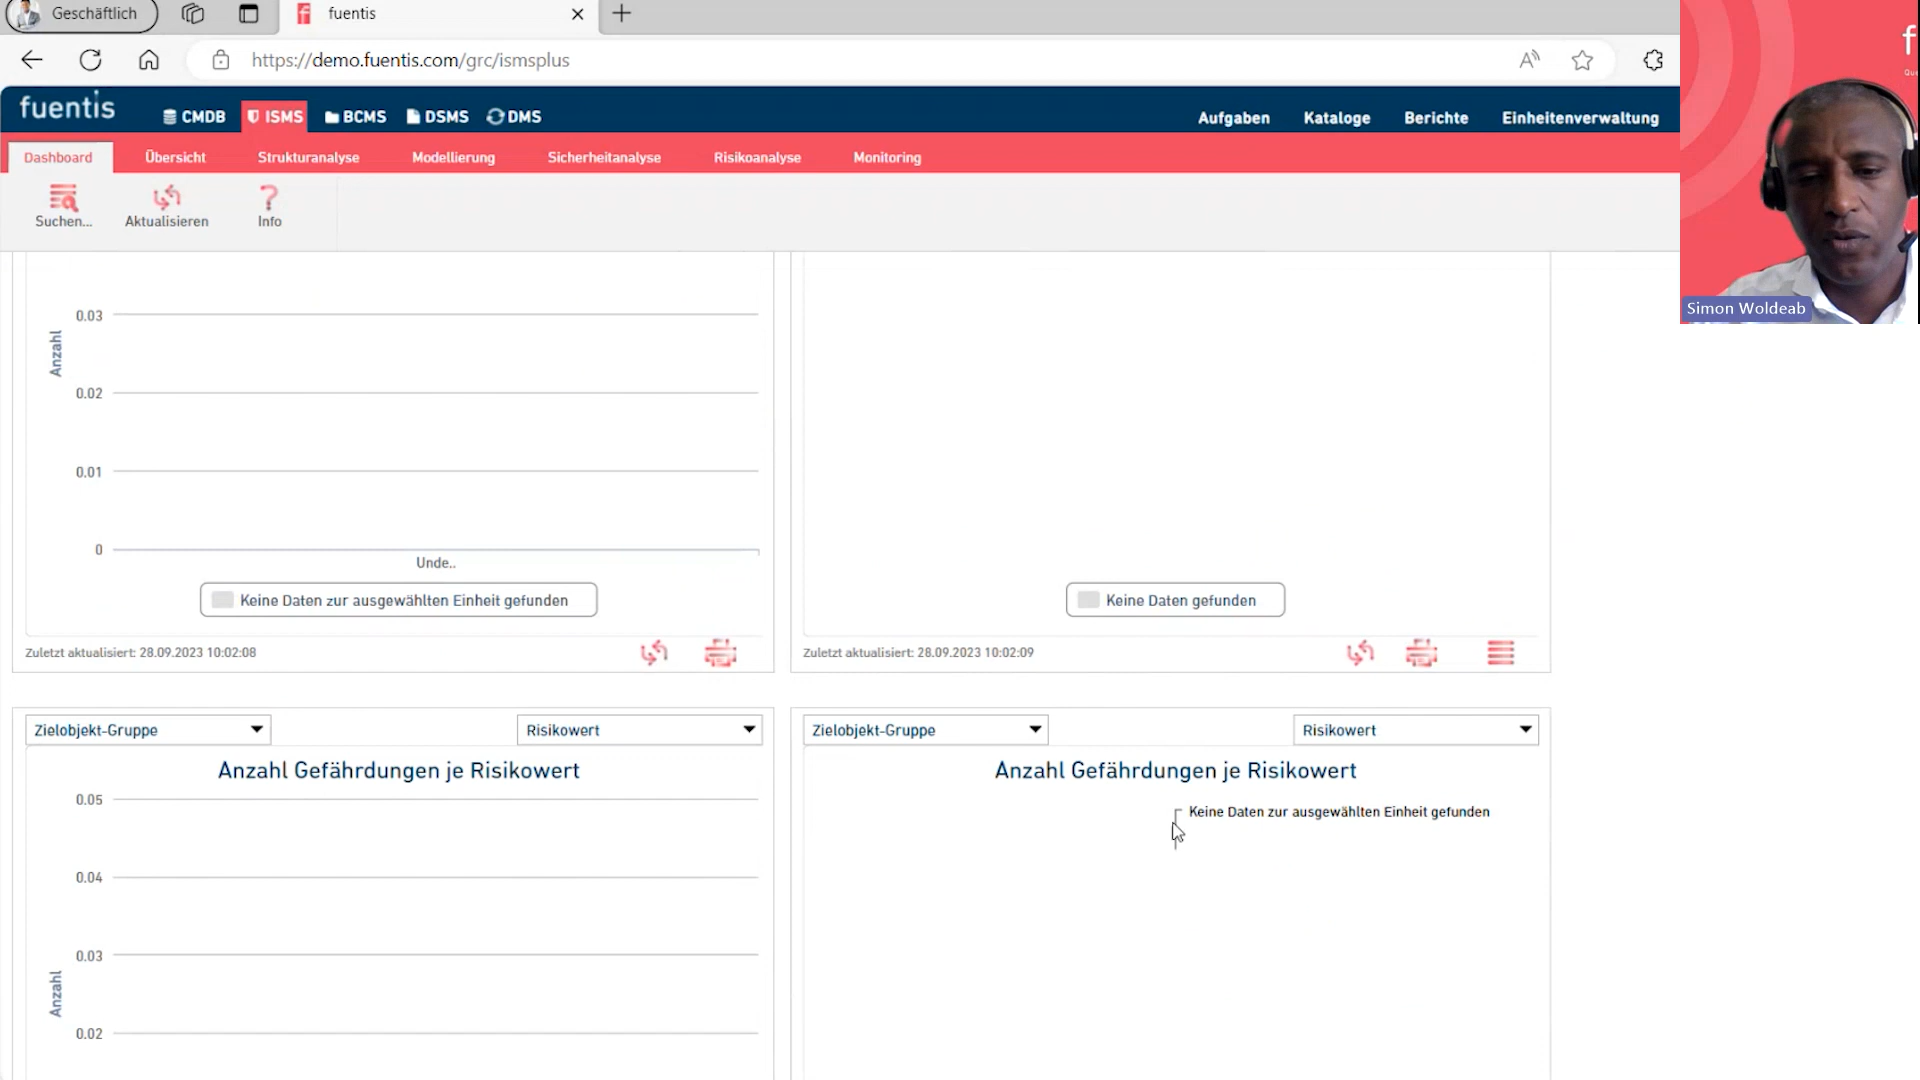 Geschäftlich
fuentis
https://demo.fuentis.com/grc/ismsplus
fuentis
CMDB ISMS BCMS DSMS DMS
Aufgaben Kataloge Berichte Einheitenverwaltung
Dashboard Übersicht Strukturanalyse Modellierung Sicherheitanalyse Risikoanalyse Monitoring
Suchen... Aktualisieren Info
Simon Woldeab
0.03
Anzahl
0.02
0.01
0
Unde..
Keine Daten zur ausgewählten Einheit gefunden
Zuletzt aktualisiert: 28.09.2023 10:02:08
Keine Daten gefunden
Zuletzt aktualisiert: 28.09.2023 10:02:09
Zielobjekt-Gruppe Risikowert
Anzahl Gefährdungen je Risikowert
0.05
0.04
0.03
Anzahl
0.02
Zielobjekt-Gruppe Risikowert
Anzahl Gefährdungen je Risikowert
Keine Daten zur ausgewählten Einheit gefunden